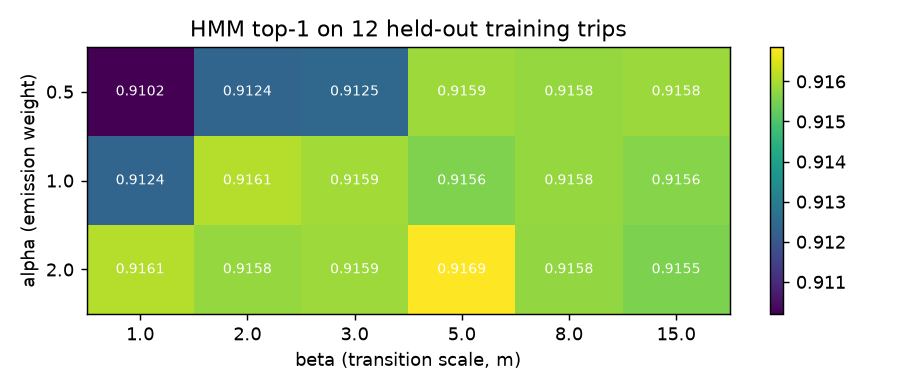 HMM top-1 on 12 held-out training trips
alpha (emission weight)
0.5 0.9102 0.9124 0.9125 0.9159 0.9158 0.9158
1.0 0.9124 0.9161 0.9159 0.9156 0.9158 0.9156
2.0 0.9161 0.9158 0.9159 0.9169 0.9158 0.9155
1.0 2.0 3.0 5.0 8.0 15.0
beta (transition scale, m)
0.916
0.915
0.914
0.913
0.912
0.911